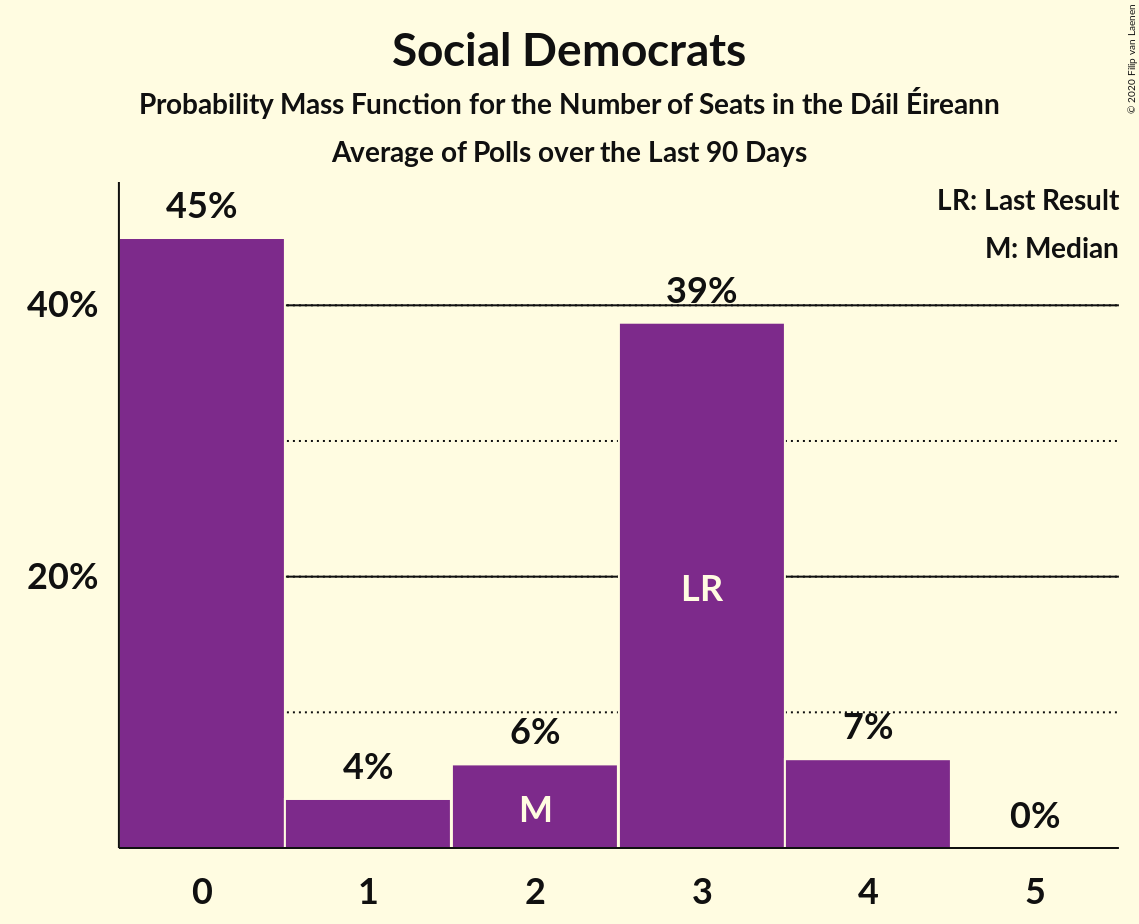 Social Democrats
Probability Mass Function for the Number of Seats in the Dáil Éireann
Average of Polls over the Last 90 Days
© 2020 Filip van Laenen
LR: Last Result
M: Median
45%
40%
39%
20%
LR
7%
6%
4%
M
0%
0 1 2 3 4 5